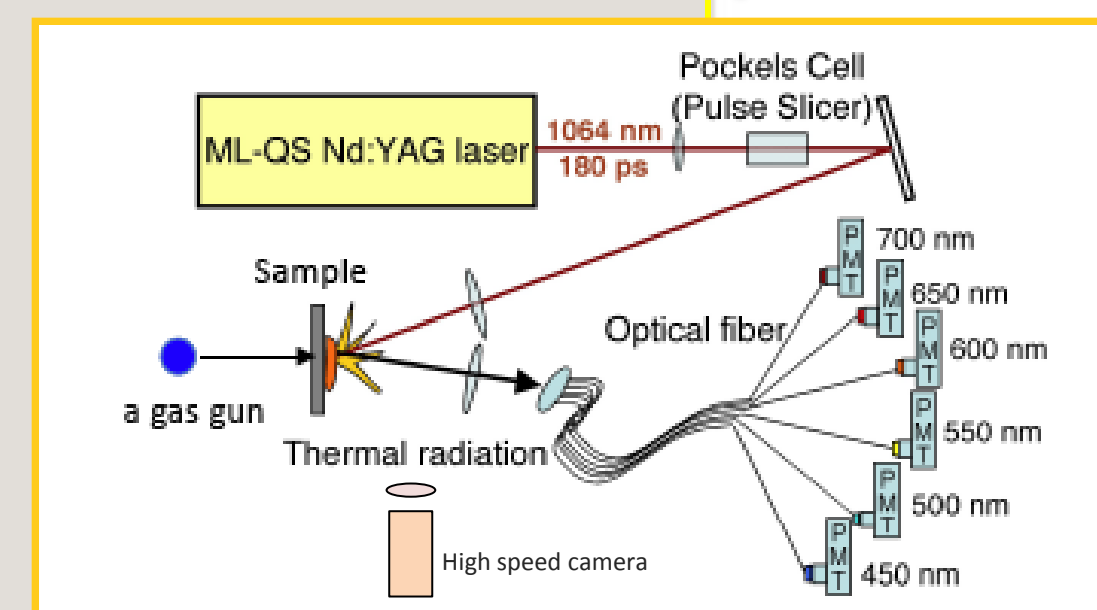 Pockels Cell
(Pulse Slicer)
ML-QS Nd:YAG laser
1064 nm
180 ps
Sample
a gas gun
Thermal radiation
High speed camera
Optical fiber
PMT
700 nm
PMT
650 nm
PMT
600 nm
PMT
550 nm
PMT
500 nm
PMT
450 nm